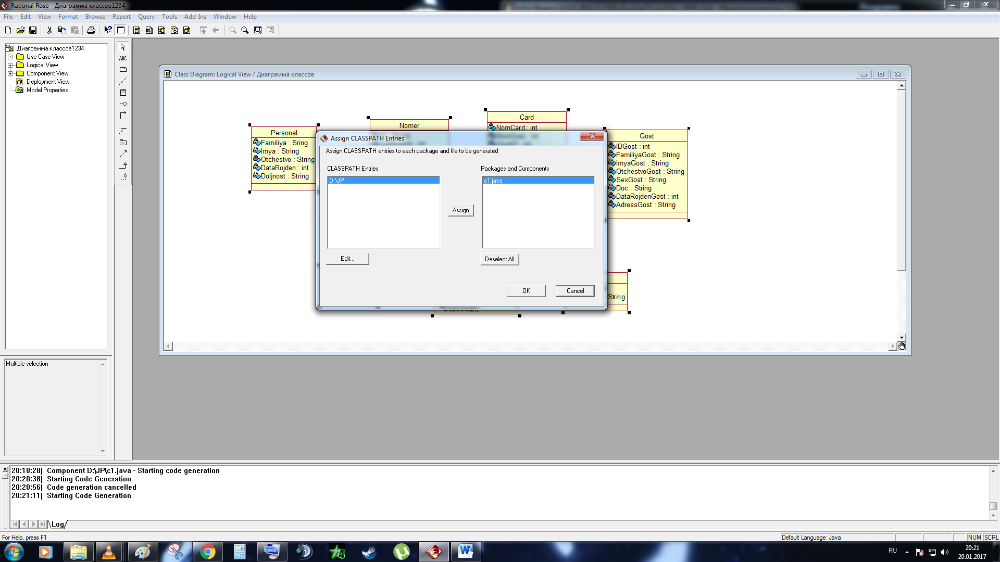 Rational Rose - Диаграмма классов1234
File Edit View Format Browse Report Query Tools Add-Ins Window Help
Диаграмма классов1234
Use Case View
Logical View
Component View
Deployment View
Model Properties
ABC
Class Diagram: Logical View / Диаграмма классов
Personal
Familiya : Sring
Imya : String
Otchestvo : String
DataRojden : int
Doljnost : String
Nomer
Card
NomCard : int
Gost
IDGost : int
FamiliyaGost : String
ImyaGost : String
OtchestvoGost : String
SexGost : String
Doc : String
DataRojdenGost : int
AdressGost : String
Assign CLASSPATH Entries
Assign CLASSPATH entries to each package and file to be generated
CLASSPATH Entries
Packages and Components
D:\JP
c1.java
Assign
Edit...
Deselect All
OK
Cancel
String
Multiple selection
20:18:28| Component D:\JP\c1.java - Starting code generation
20:20:38| Starting Code Generation
20:20:56| Code generation cancelled
20:21:11| Starting Code Generation
Log
For Help, press F1
Default Language: Java
NUM
SCRL
RU
20:21
20.01.2017